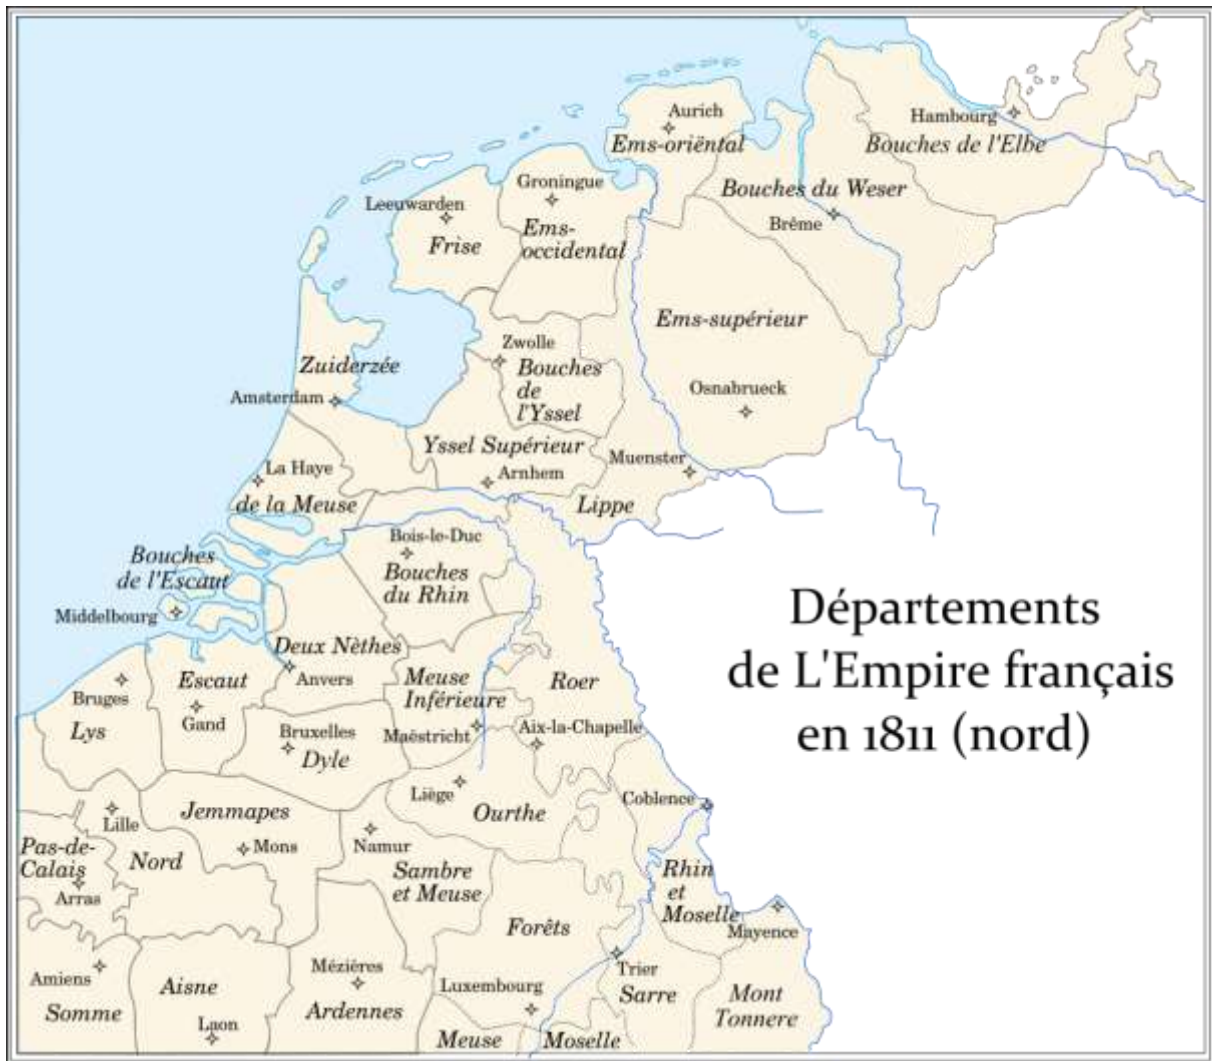 Aurich
Ems-oriëntal
Hambourg
Bouches de l'Elbe
Bouches du Weser
Brême
Groningue
Ems-
occidental
Leeuwarden
Frise
Ems-supérieur
Osnabrueck
Zwolle
Bouches
de
l'Yssel
Zuiderzée
Amsterdam
Yssel Supérieur
Arnhem
Muenster
Lippe
La Haye
de la Meuse
Bois-le-Duc
Bouches
du Rhin
Bouches
de l'Escaut
Middelbourg
Départements
de L'Empire français
en 1811 (nord)
Deux Nèthes
Anvers
Escaut
Gand
Bruges
Lys
Meuse
Inférieure
Maëstricht
Roer
Aix-la-Chapelle
Bruxelles
Dyle
Liège
Ourthe
Coblence
Jemmapes
Mons
Lille
Nord
Pas-de-
Calais
Arras
Namur
Sambre
et Meuse
Rhin
et
Moselle
Mayence
Forêts
Luxembourg
Trier
Sarre
Mont
Tonnere
Mézières
Ardennes
Amiens
Somme
Aisne
Laon
Meuse
Moselle